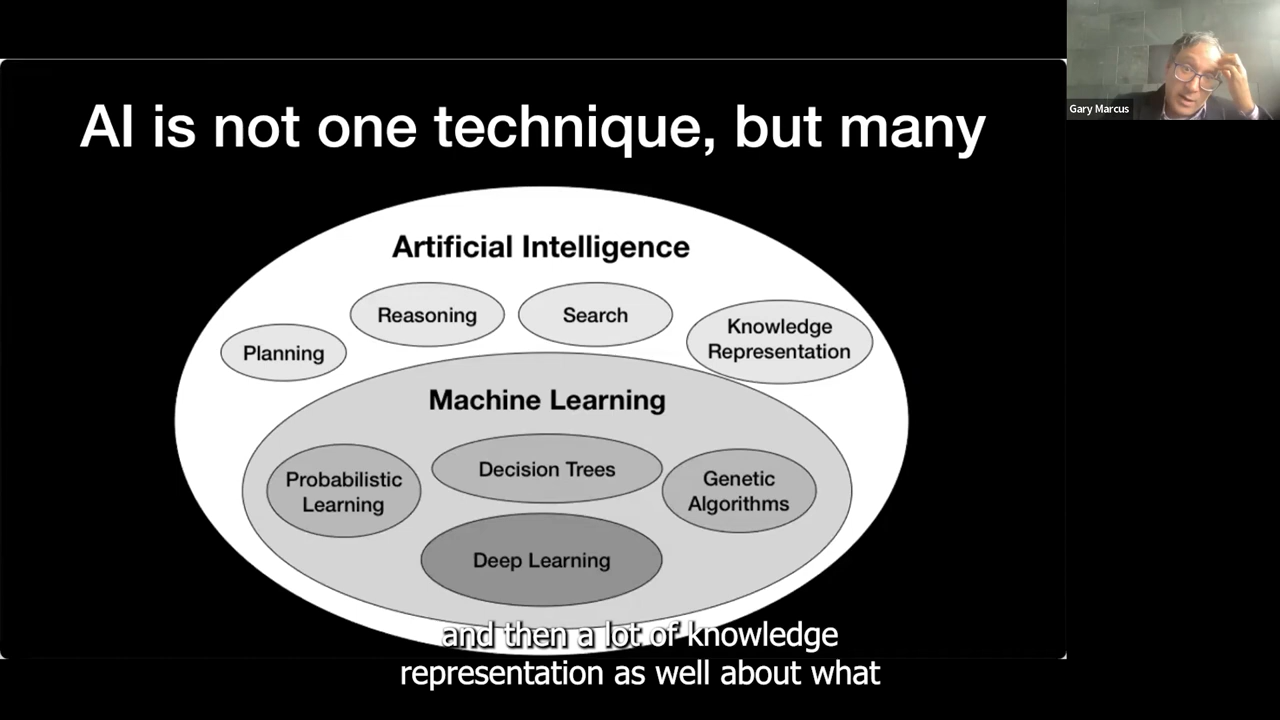 AI is not one technique, but many
Gary Marcus
Artificial Intelligence
Reasoning
Search
Knowledge
Representation
Planning
Machine Learning
Probabilistic
Learning
Decision Trees
Genetic
Algorithms
Deep Learning
and then a lot of knowledge
representation as well about what